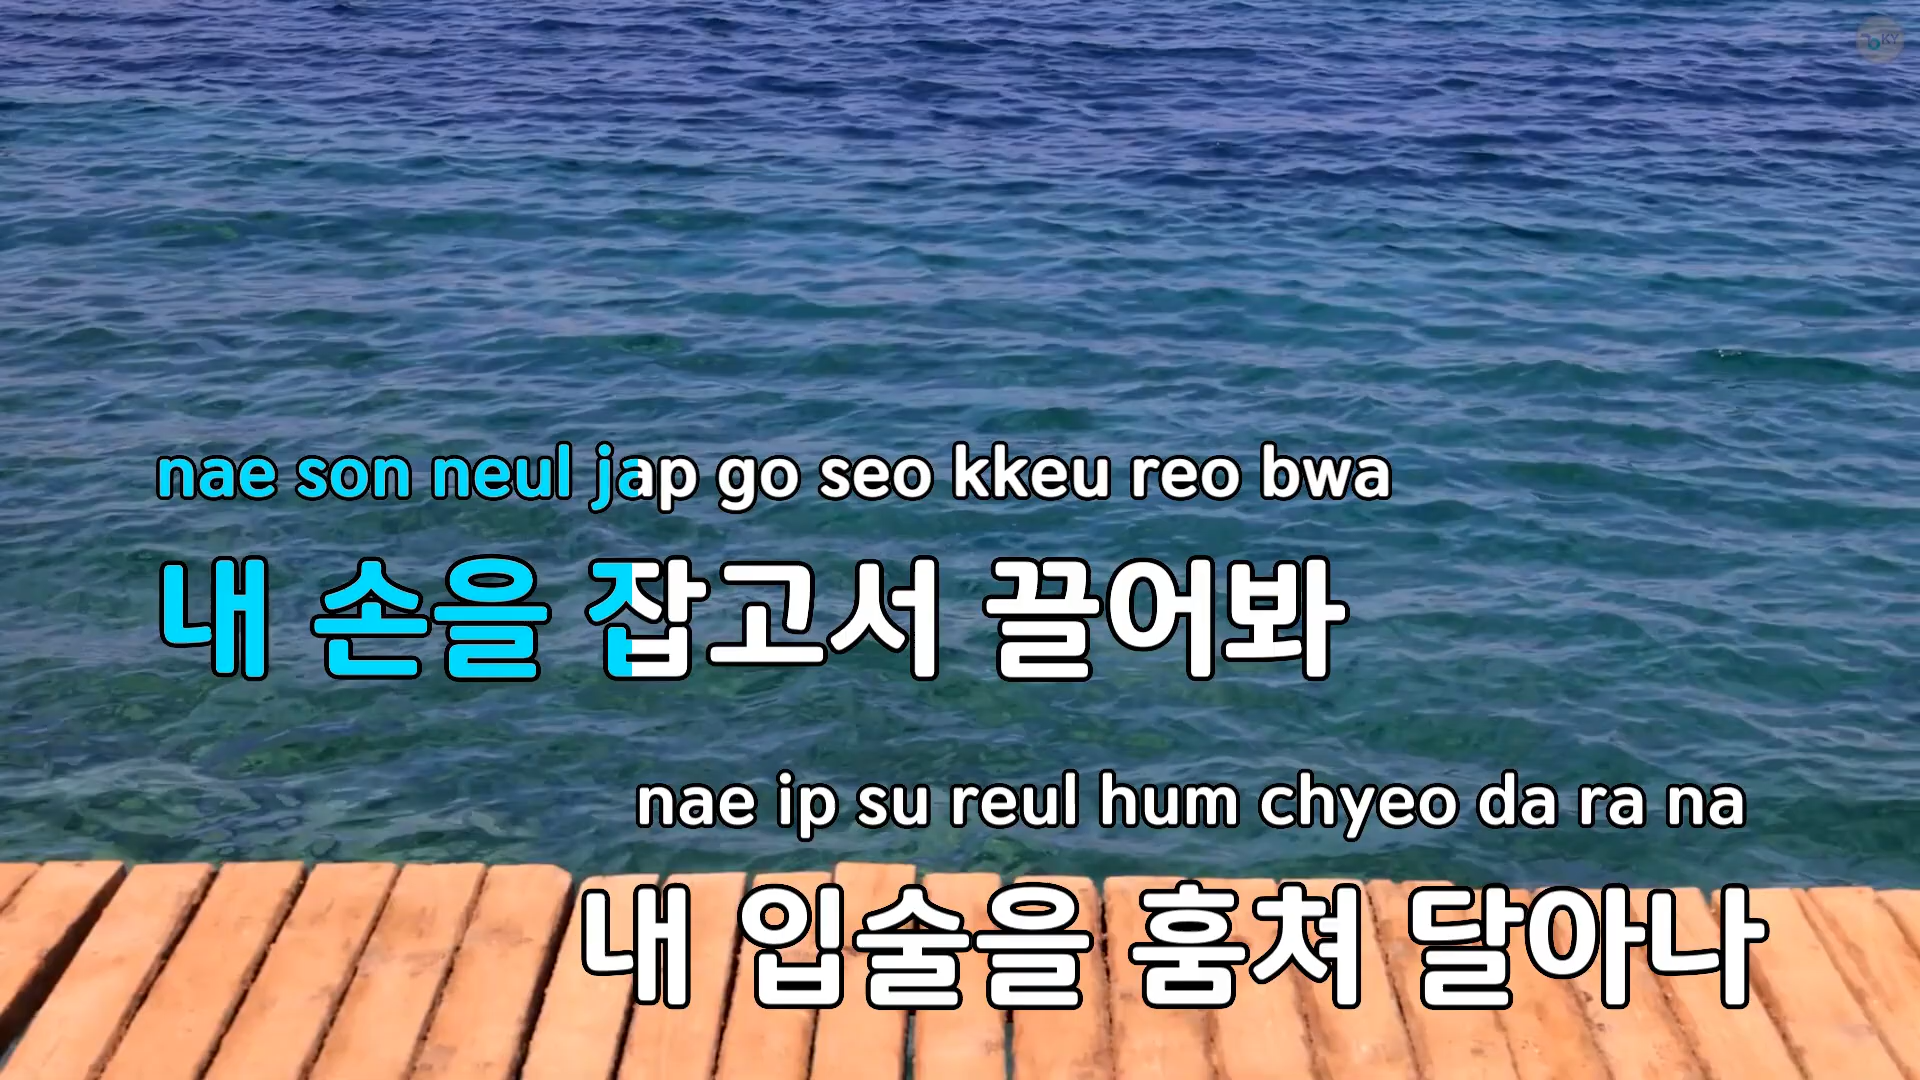 KY
nae son neul jap go seo kkeu reo bwa
내 손을 잡고서 끌어봐
nae ip su reul hum chyeo da ra na
내 입술을 훔쳐 달아나